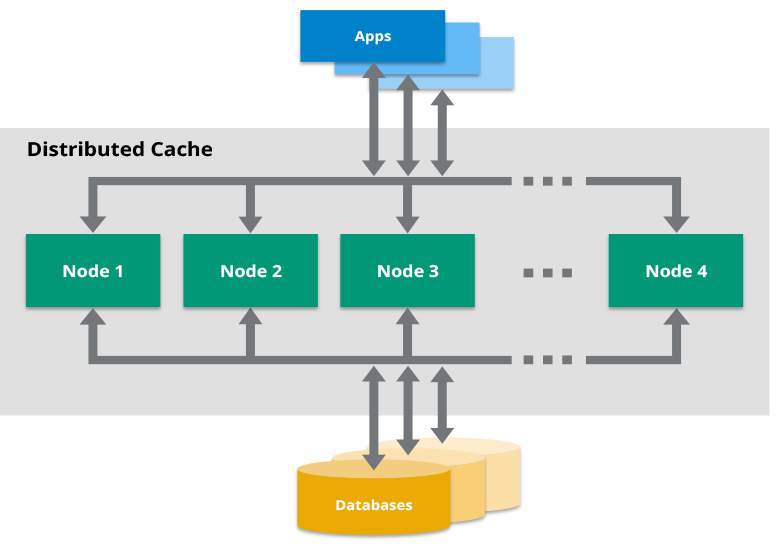 Apps
Distributed Cache
Node 1
Node 2
Node 3
Node 4
Databases